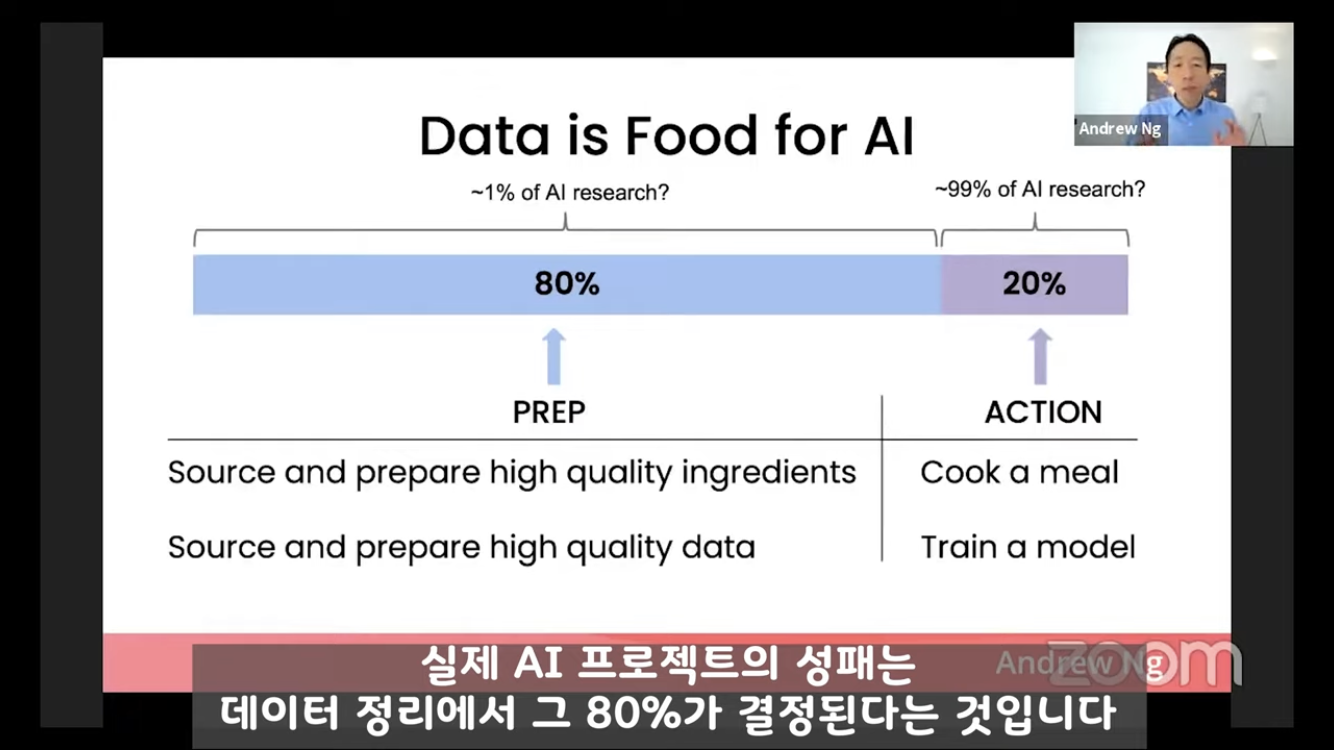 Andrew Ng
Data is Food for AI
~1% of AI research?
~99% of AI research?
80%
20%
PREP
ACTION
Source and prepare high quality ingredients
Cook a meal
Source and prepare high quality data
Train a model
Andrew Ng
zoom
실제 AI 프로젝트의 성패는
데이터 정리에서 그 80%가 결정된다는 것입니다